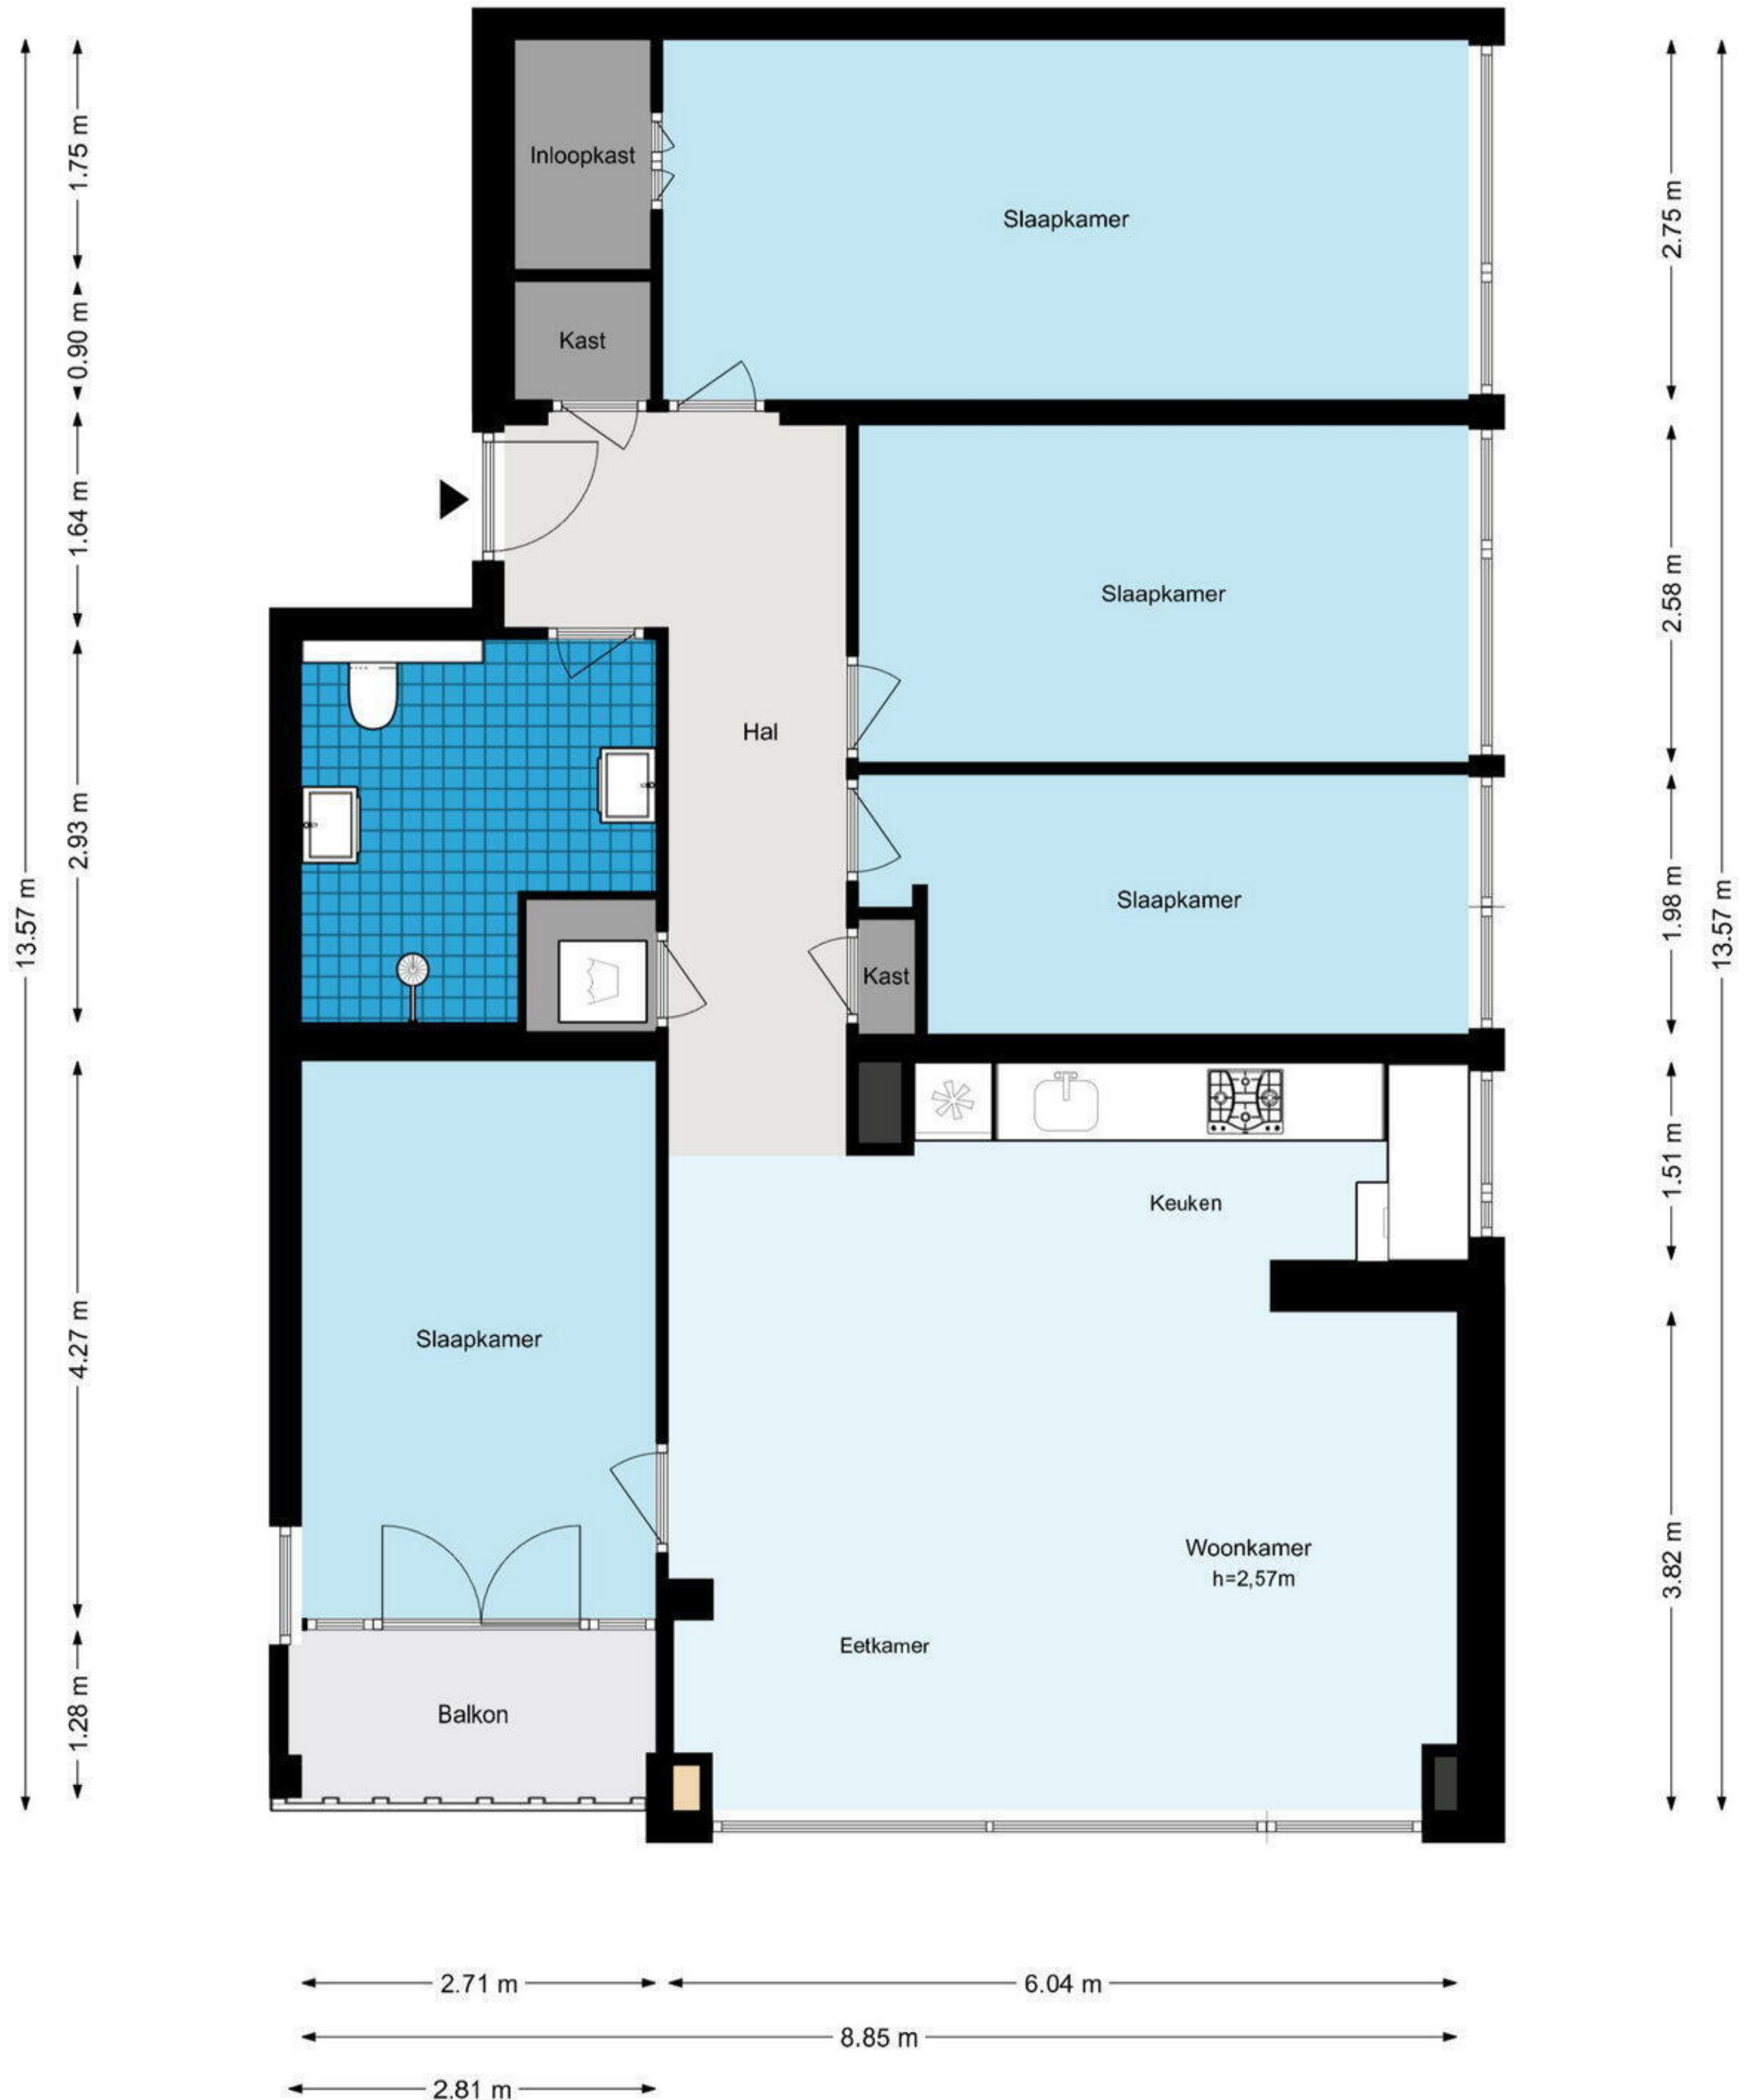 Inloopkast
Slaapkamer
Kast
Slaapkamer
Hal
Slaapkamer
Kast
Keuken
Slaapkamer
Woonkamer
h=2,57m
Eetkamer
Balkon
13.57 m
1.75 m
0.90 m
1.64 m
2.93 m
4.27 m
1.28 m
2.75 m
2.58 m
1.98 m
1.51 m
3.82 m
13.57 m
2.71 m
6.04 m
8.85 m
2.81 m